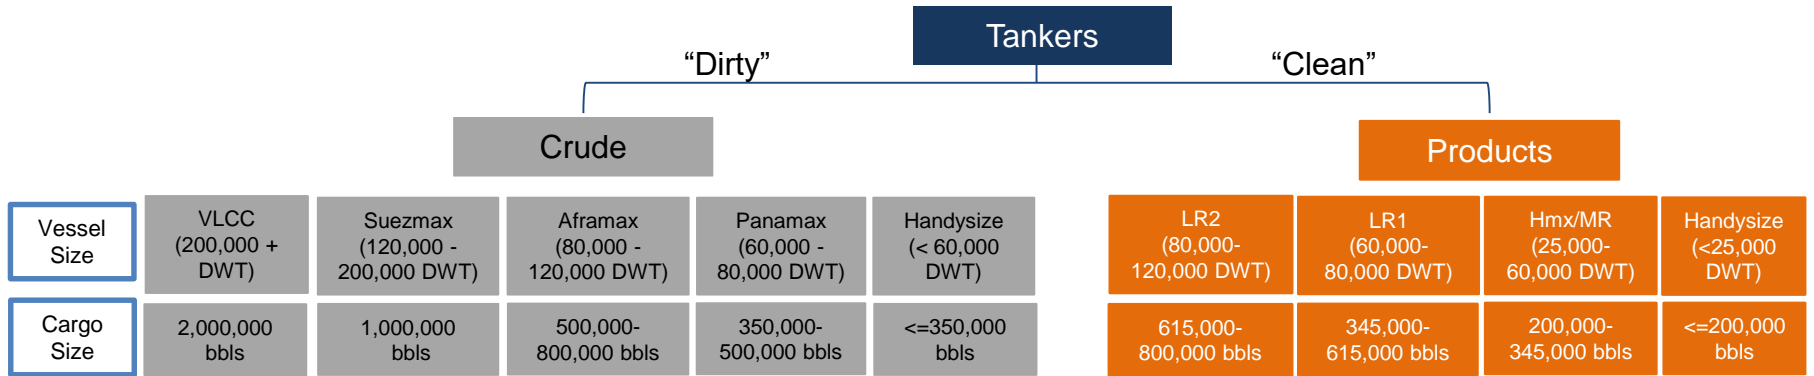 Tankers
“Dirty”
“Clean”
Crude
Products
Vessel
Size
VLCC
(200,000 +
DWT)
Suezmax
(120,000 -
200,000 DWT)
Aframax
(80,000 -
120,000 DWT)
Panamax
(60,000 -
80,000 DWT)
Handysize
(< 60,000
DWT)
LR2
(80,000-
120,000 DWT)
LR1
(60,000-
80,000 DWT)
Hmx/MR
(25,000-
60,000 DWT)
Handysize
(<25,000
DWT)
Cargo
Size
2,000,000
bbls
1,000,000
bbls
500,000-
800,000 bbls
350,000-
500,000 bbls
<=350,000
bbls
615,000-
800,000 bbls
345,000-
615,000 bbls
200,000-
345,000 bbls
<=200,000
bbls